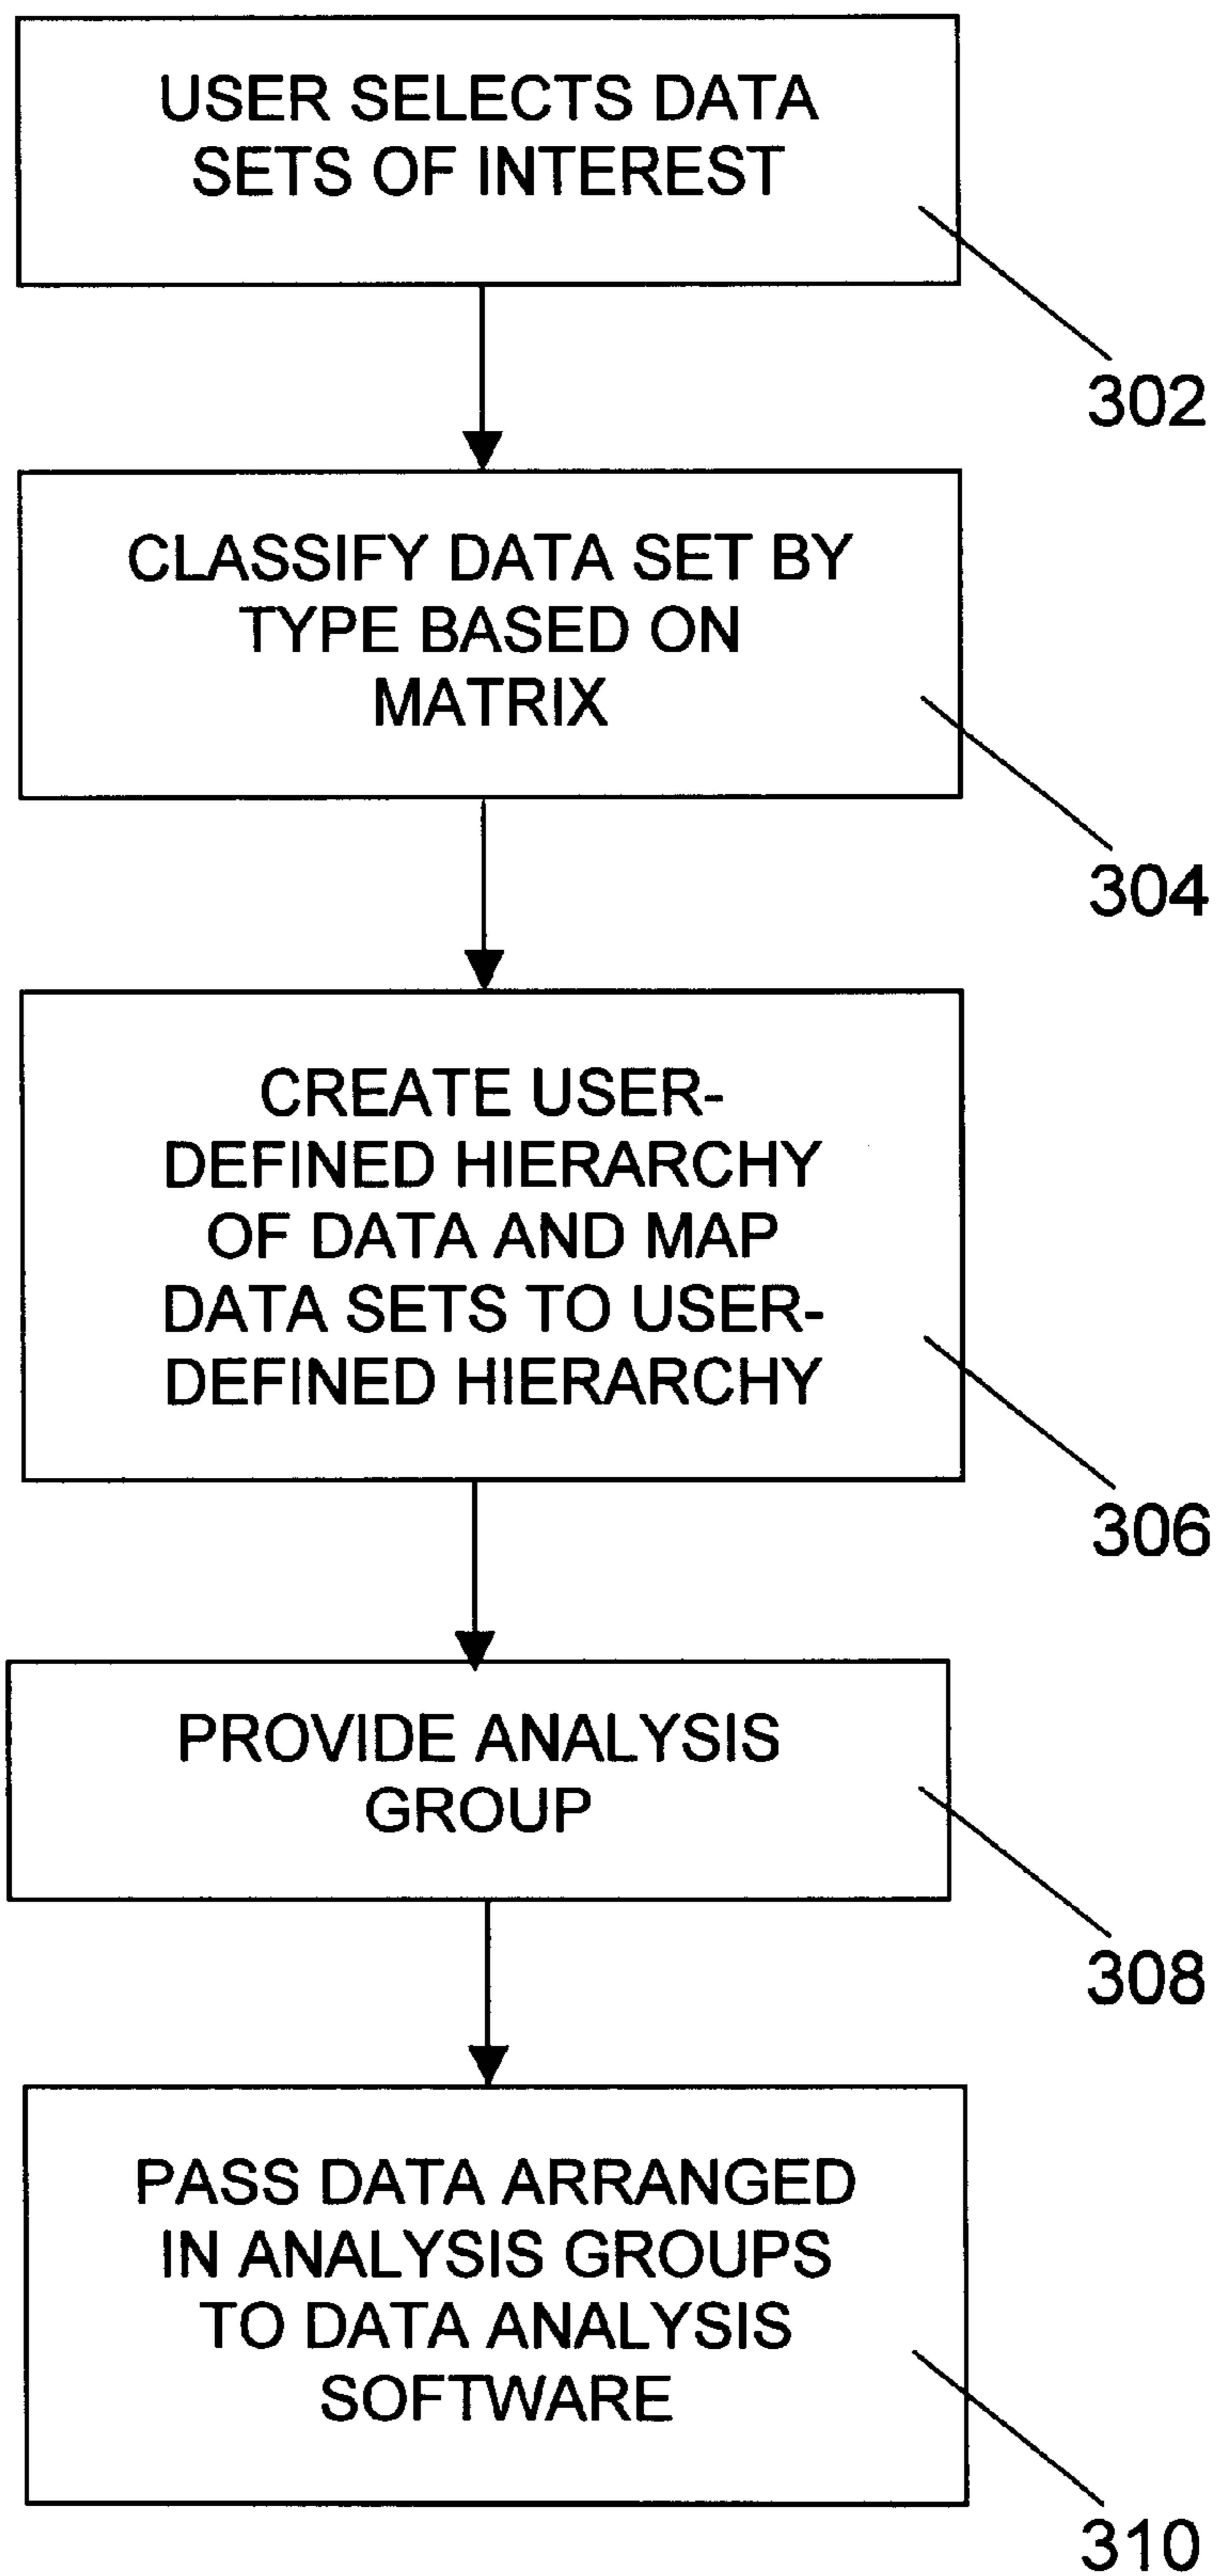 USER SELECTS DATA
SETS OF INTEREST
302
CLASSIFY DATA SET BY
TYPE BASED ON
MATRIX
304
CREATE USER-
DEFINED HIERARCHY
OF DATA AND MAP
DATA SETS TO USER-
DEFINED HIERARCHY
306
PROVIDE ANALYSIS
GROUP
308
PASS DATA ARRANGED
IN ANALYSIS GROUPS
TO DATA ANALYSIS
SOFTWARE
310